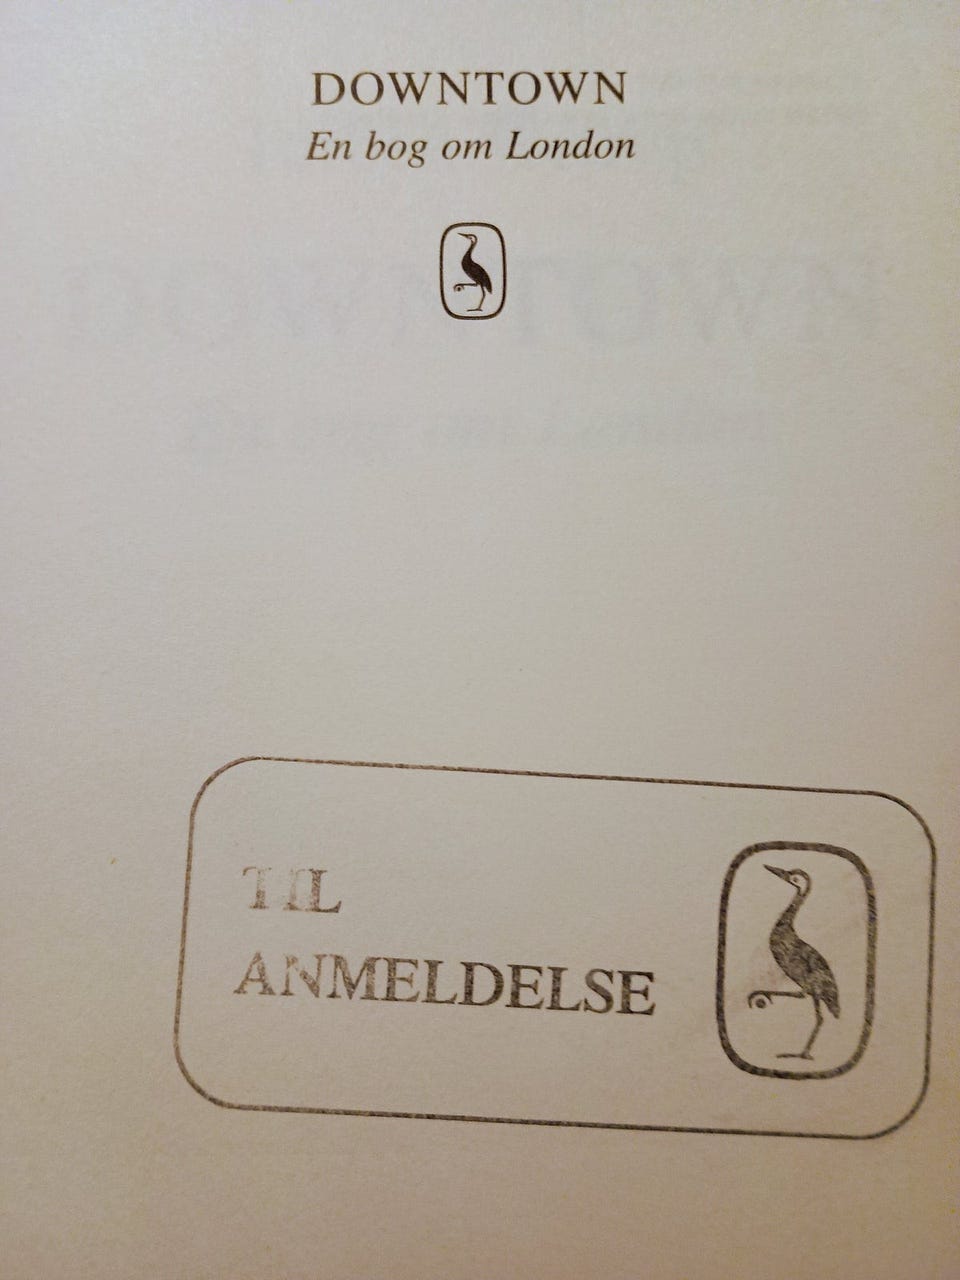 DOWNTOWN
En bog om London
TIL
ANMELDELSE